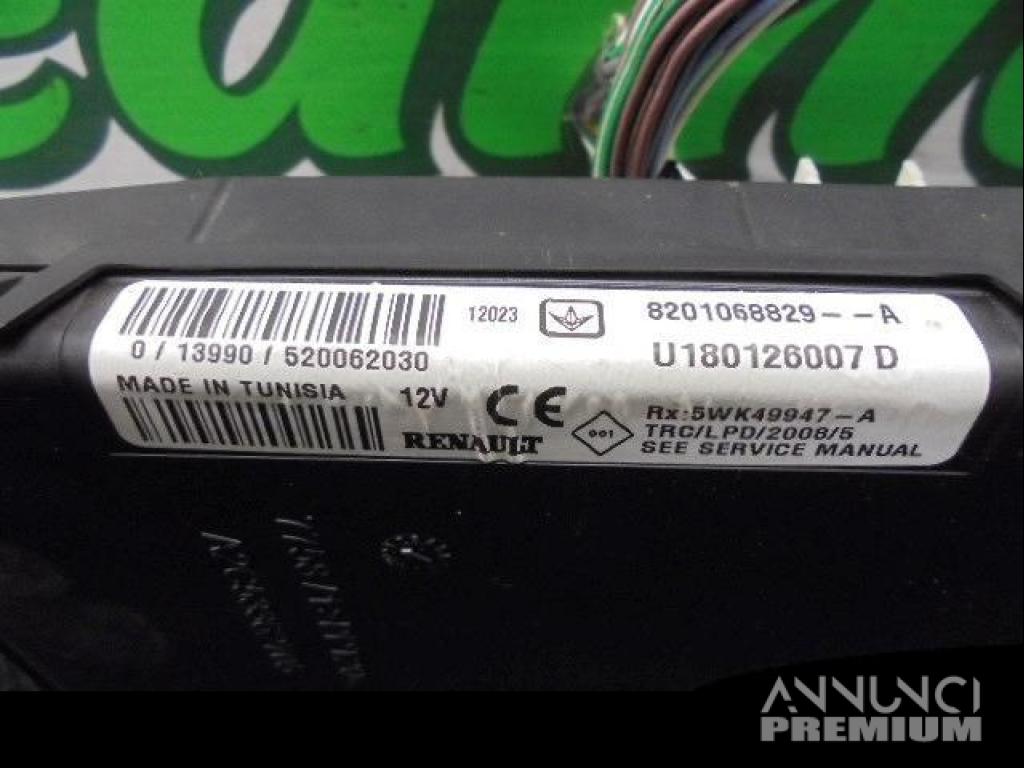 12023
8201068829--A
0/13990/520062030
U180126007 D
MADE IN TUNISIA
12V
CE
Rx:5WK49947-A
001
TRC/LPD/2008/5
RENAULT
SEE SERVICE MANUAL
ANNUNCI
PREMIUM